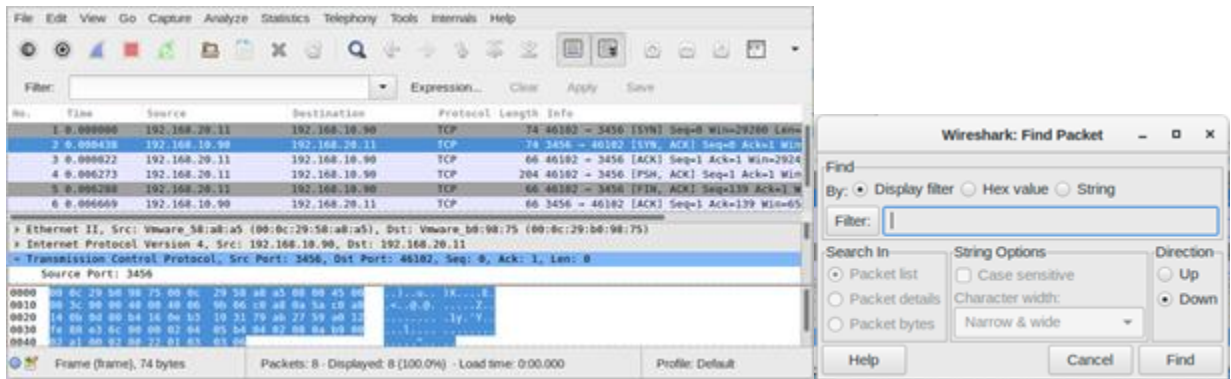 File Edit View Go Capture Analyze Statistics Telephony Tools Internals Help
Filter: Expression... Clear Apply Save
No. Time Source Destination Protocol Length Info
1 0.000000 192.168.20.11 192.168.10.90 TCP 74 46102 → 3456 [SYN] Seq=0 Win=29200 Len=
2 0.000438 192.168.10.90 192.168.20.11 TCP 74 3456 → 46102 [SYN, ACK] Seq=0 Ack=1 Win
3 0.000822 192.168.20.11 192.168.10.90 TCP 66 46102 → 3456 [ACK] Seq=1 Ack=1 Win=2924
4 0.006273 192.168.20.11 192.168.10.90 TCP 204 46102 → 3456 [PSH, ACK] Seq=1 Ack=1 Win
5 0.006288 192.168.20.11 192.168.10.90 TCP 66 46102 → 3456 [FIN, ACK] Seq=139 Ack=1 W
6 0.006669 192.168.10.90 192.168.20.11 TCP 66 3456 → 46102 [ACK] Seq=1 Ack=139 Win=65
Ethernet II, Src: Vmware_58:a8:a5 (00:0c:29:58:a8:a5), Dst: Vmware_b0:98:75 (00:0c:29:b0:98:75)
Internet Protocol Version 4, Src: 192.168.10.90, Dst: 192.168.20.11
Transmission Control Protocol, Src Port: 3456, Dst Port: 46102, Seq: 0, Ack: 1, Len: 0
Source Port: 3456
0000
0010
0020
0030
0040
Frame (frame), 74 bytes Packets: 8 · Displayed: 8 (100.0%) · Load time: 0:00.000 Profile: Default
Wireshark: Find Packet
Find
By: Display filter Hex value String
Filter:
Search In String Options Direction
Packet list Case sensitive Up
Packet details Character width: Down
Packet bytes Narrow & wide
Help Cancel Find